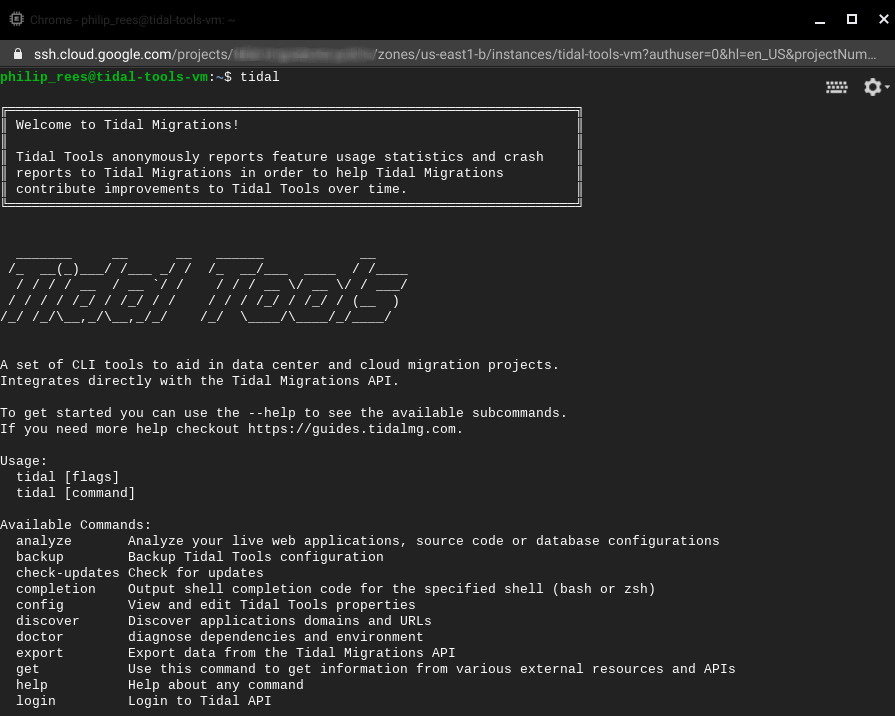 Chrome - philip_rees@tidal-tools-vm: ~
ssh.cloud.google.com/projects/ /zones/us-east1-b/instances/tidal-tools-vm?authuser=0&hl=en_US&projectNum...
philip_rees@tidal-tools-vm:~$ tidal
Welcome to Tidal Migrations!
Tidal Tools anonymously reports feature usage statistics and crash
reports to Tidal Migrations in order to help Tidal Migrations
contribute improvements to Tidal Tools over time.
Tidal Tools
A set of CLI tools to aid in data center and cloud migration projects.
Integrates directly with the Tidal Migrations API.
To get started you can use the --help to see the available subcommands.
If you need more help checkout https://guides.tidalmg.com.
Usage:
  tidal [flags]
  tidal [command]
Available Commands:
  analyze       Analyze your live web applications, source code or database configurations
  backup        Backup Tidal Tools configuration
  check-updates Check for updates
  completion    Output shell completion code for the specified shell (bash or zsh)
  config        View and edit Tidal Tools properties
  discover      Discover applications domains and URLs
  doctor        diagnose dependencies and environment
  export        Export data from the Tidal Migrations API
  get           Use this command to get information from various external resources and APIs
  help          Help about any command
  login         Login to Tidal API